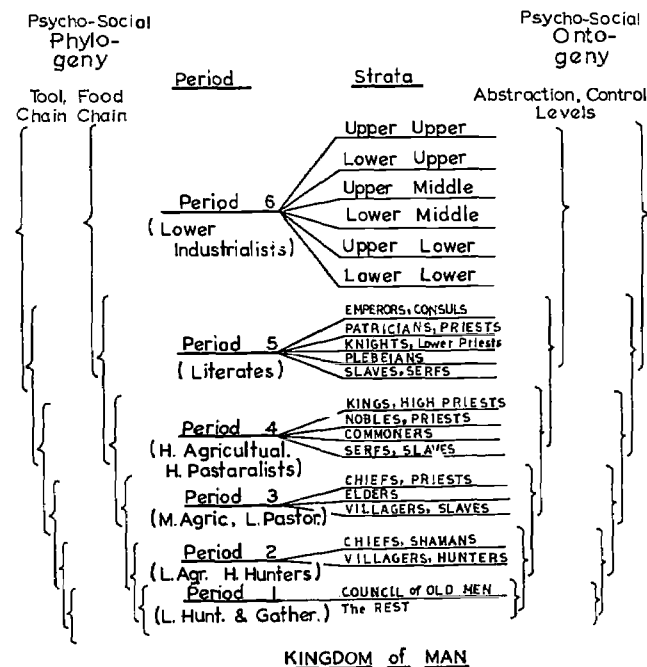 Psycho-Social
Phylo-
geny
Psycho-Social
Onto-
geny
Period
Strata
Tool, Food
Chain Chain
Abstraction, Control
Levels
Upper Upper
Lower Upper
Upper Middle
Period 6
Lower Middle
(Lower
Industrialists)
Upper Lower
Lower Lower
EMPERORS, CONSULS
PATRICIANS, PRIESTS
Period 5
KNIGHTS, Lower Priests
(Literates)
PLEBEIANS
SLAVES, SERFS
KINGS, HIGH PRIESTS
NOBLES, PRIESTS
Period 4
COMMONERS
(H. Agricultual.
H. Pastaralists)
SERFS, SLAVES
CHIEFS, PRIESTS
Period 3
ELDERS
(M. Agric, L. Pastor.)
VILLAGERS, SLAVES
CHIEFS, SHAMANS
Period 2
VILLAGERS, HUNTERS
(L. Agr. H. Hunters)
Period 1
COUNCIL of OLD MEN
(L. Hunt. & Gather.)
The REST
KINGDOM of MAN